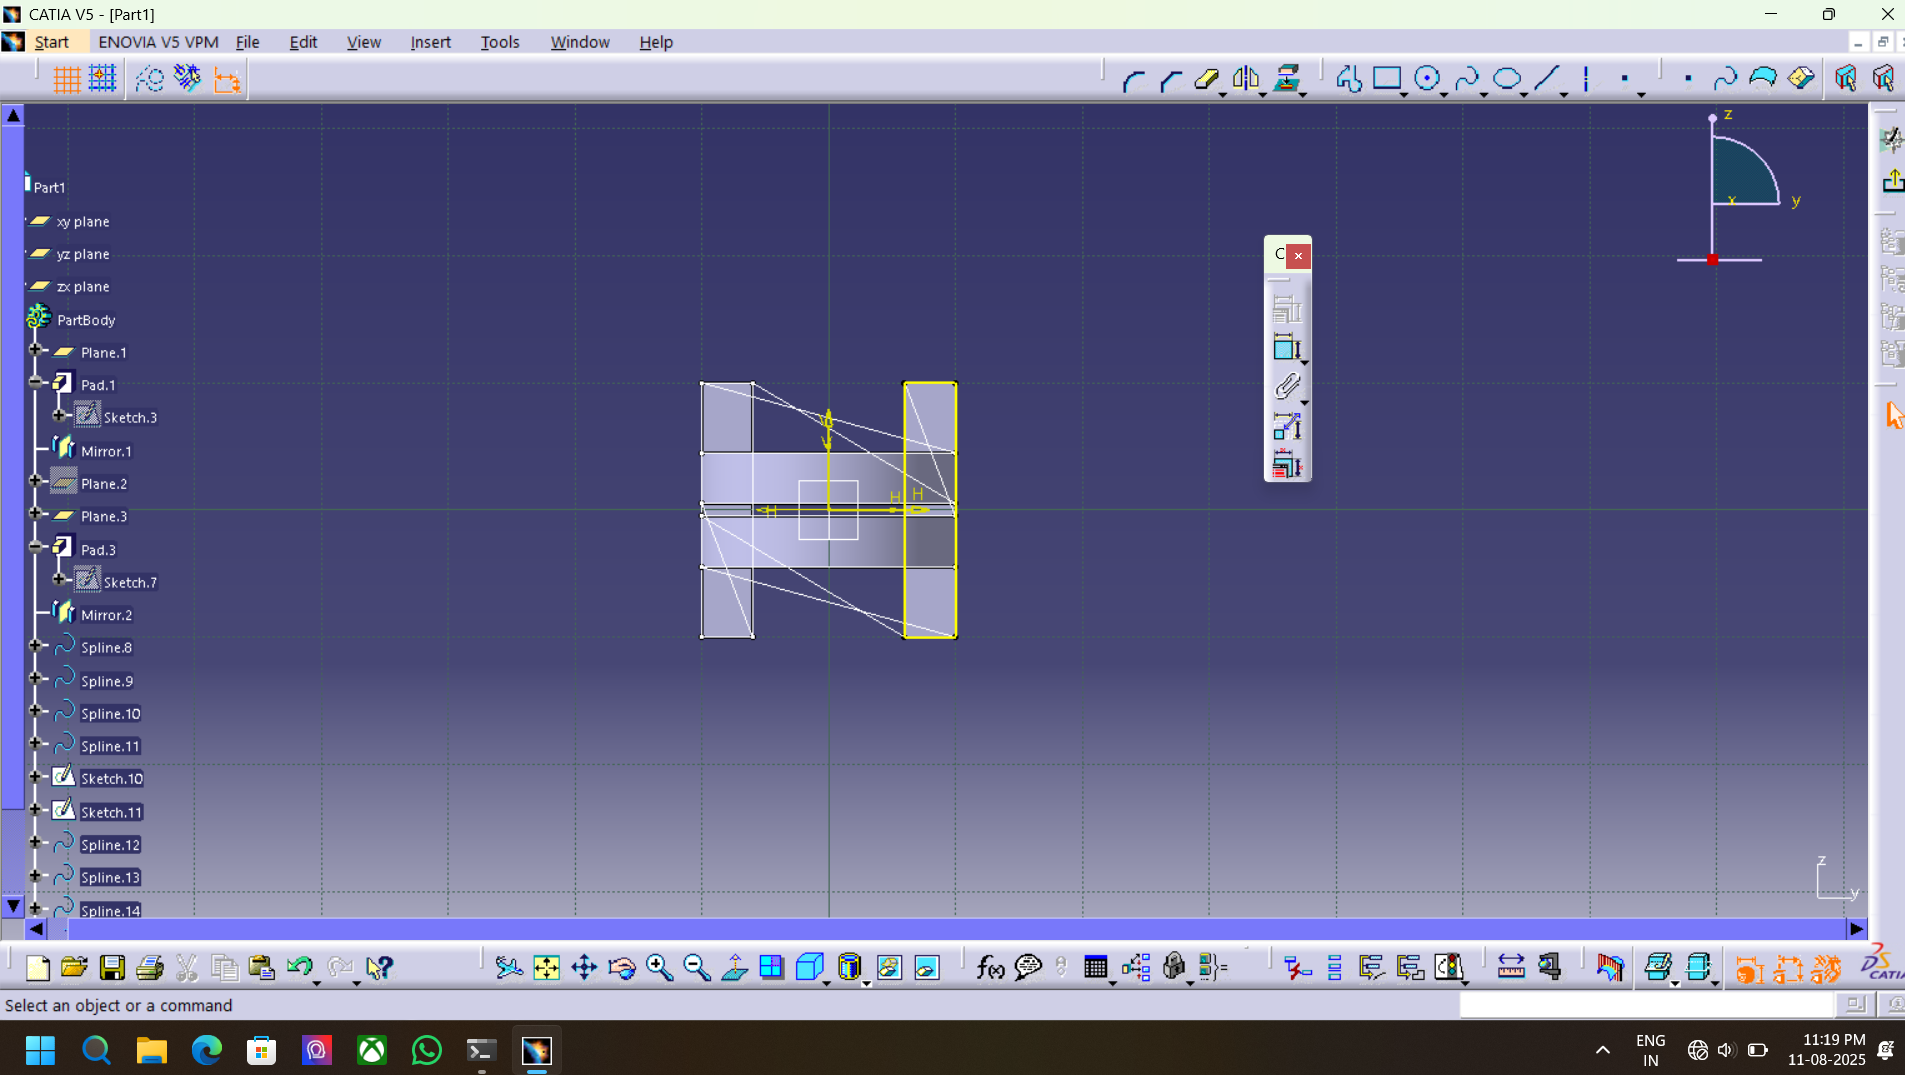 CATIA V5 - [Part1]
Start ENOVIA V5 VPM File Edit View Insert Tools Window Help
z
x y
Part1
xy plane
yz plane
zx plane
PartBody
Plane.1
Pad.1
Sketch.3
Mirror.1
Plane.2
Plane.3
Pad.3
Sketch.7
Mirror.2
Spline.8
Spline.9
Spline.10
Spline.11
Sketch.10
Sketch.11
Spline.12
Spline.13
Spline.14
C
V
H H H
z
y
f(x)
CATIA
Select an object or a command
ENG
IN
11:19 PM
11-08-2025